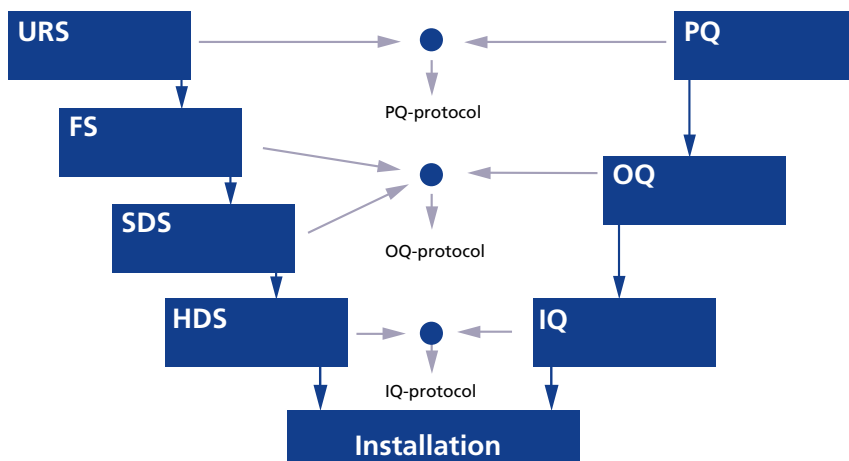 URS
PQ
PQ-protocol
FS
OQ
SDS
OQ-protocol
HDS
IQ
IQ-protocol
Installation